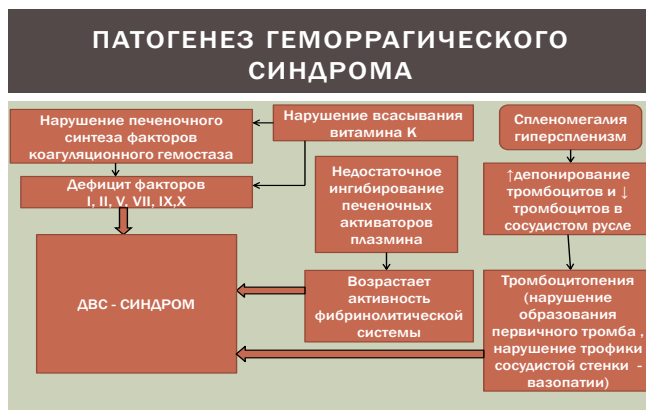 ПАТОГЕНЕЗ ГЕМОРРАГИЧЕСКОГО
СИНДРОМА
Нарушение печеночного
синтеза факторов
коагуляционного гемостаза
Нарушение всасывания
витамина К
Спленомегалия
гиперспленизм
Дефицит факторов
I, II, V, VII, IX,X
Недостаточное
ингибирование
печеночных
активаторов
плазмина
↑депонирование
тромбоцитов и ↓
тромбоцитов в
сосудистом русле
ДВС - СИНДРОМ
Возрастает
активность
фибринолитической
системы
Тромбоцитопения
(нарушение
образования
первичного тромба ,
нарушение трофики
сосудистой стенки -
вазопатии)